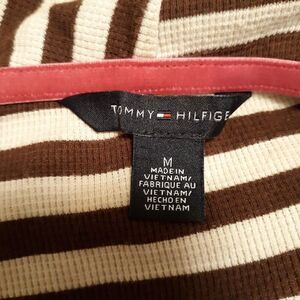 TOMMY HILFIGE
M
MADE IN
VIETNAM/
FABRIQUE AU
VIETNAM/
HECHO EN
VIETNAM